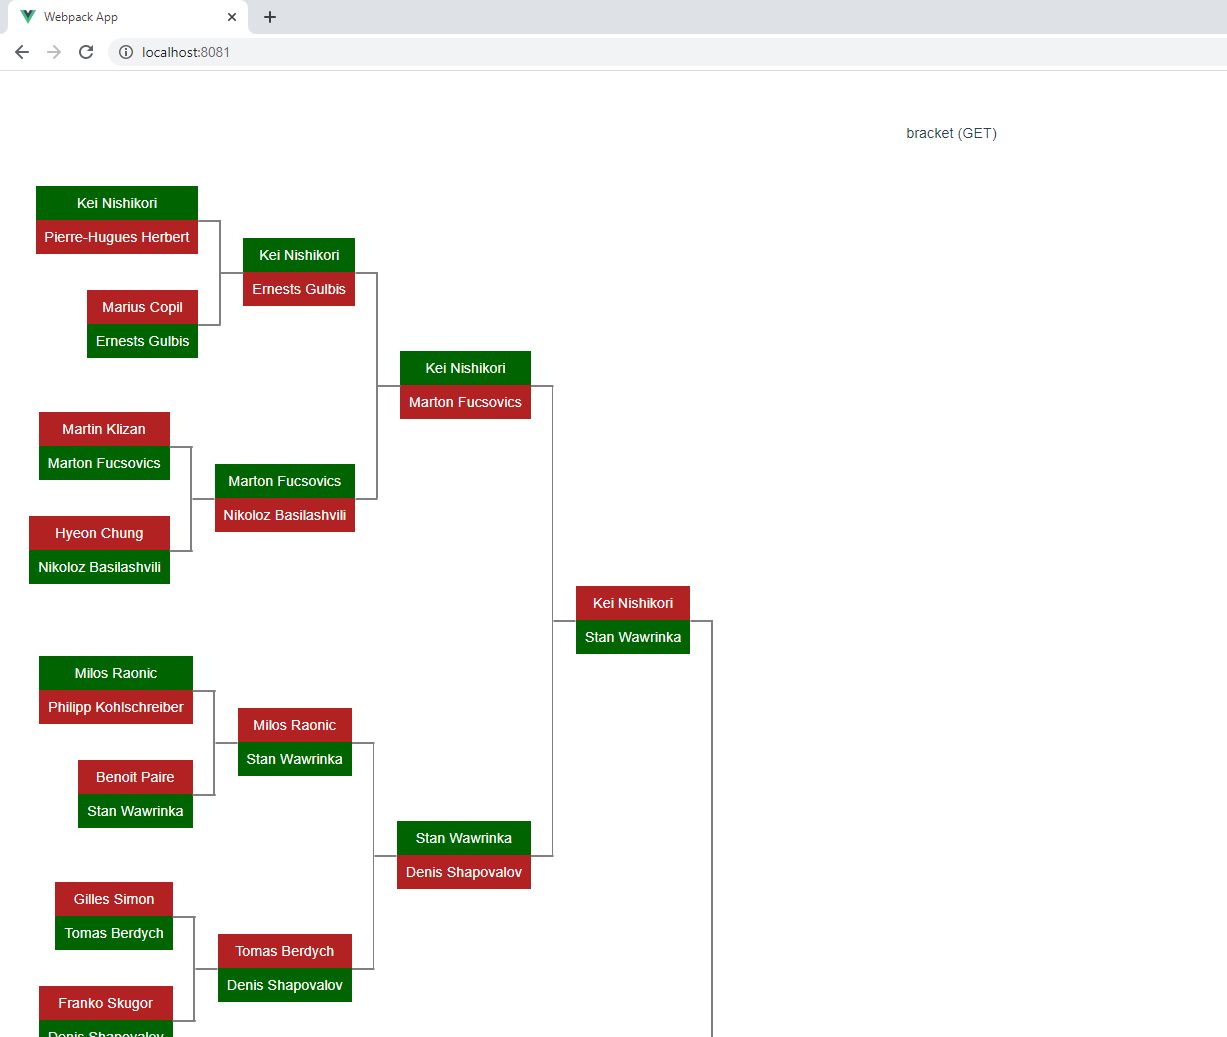 Webpack App
localhost:8081
bracket (GET)
Kei Nishikori
Pierre-Hugues Herbert
Kei Nishikori
Ernests Gulbis
Marius Copil
Ernests Gulbis
Kei Nishikori
Marton Fucsovics
Martin Klizan
Marton Fucsovics
Marton Fucsovics
Nikoloz Basilashvili
Hyeon Chung
Nikoloz Basilashvili
Kei Nishikori
Stan Wawrinka
Milos Raonic
Philipp Kohlschreiber
Milos Raonic
Stan Wawrinka
Benoit Paire
Stan Wawrinka
Stan Wawrinka
Denis Shapovalov
Gilles Simon
Tomas Berdych
Tomas Berdych
Denis Shapovalov
Franko Skugor
Denis Shapovalov